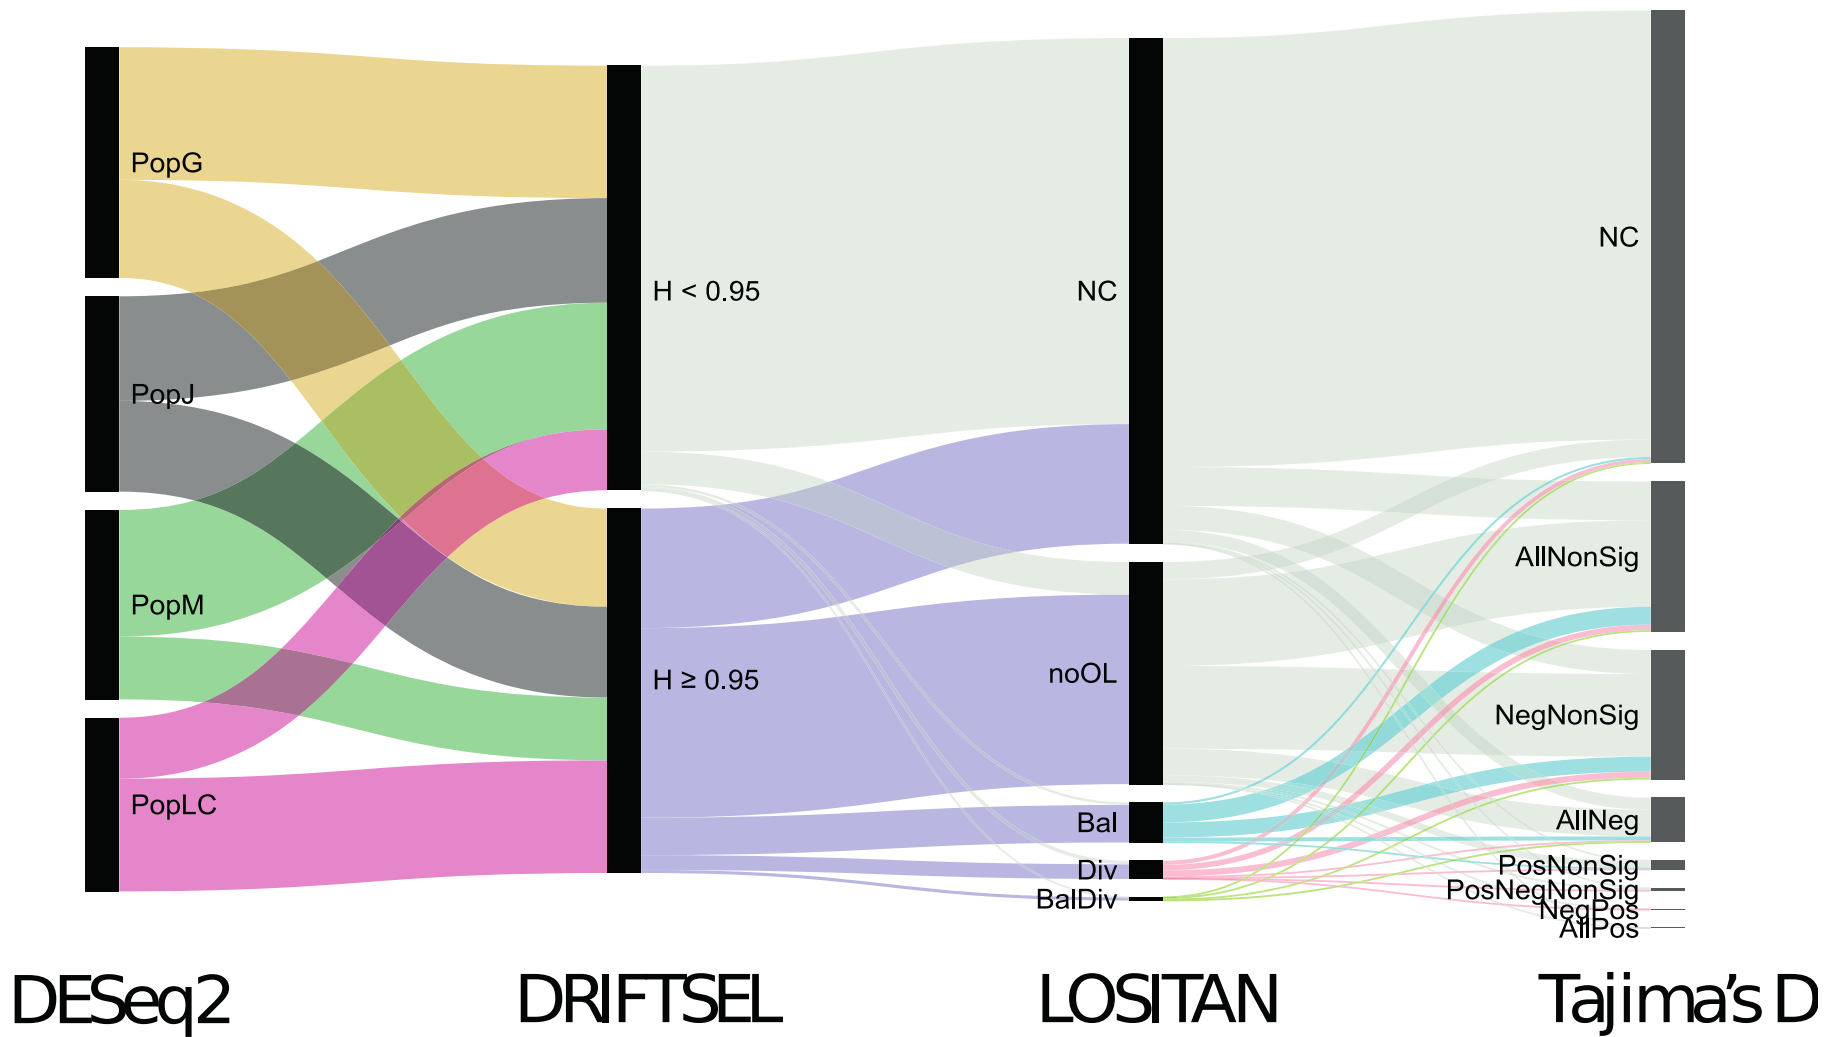 PopG
PopJ
PopM
PopLC
H < 0.95
H ≥ 0.95
NC
noOL
Bal
Div
BalDiv
NC
AllNonSig
NegNonSig
AllNeg
PosNonSig
PosNegNonSig
NegPos
AllPos
DESeq2
DRIFTSEL
LOSITAN
Tajima's D